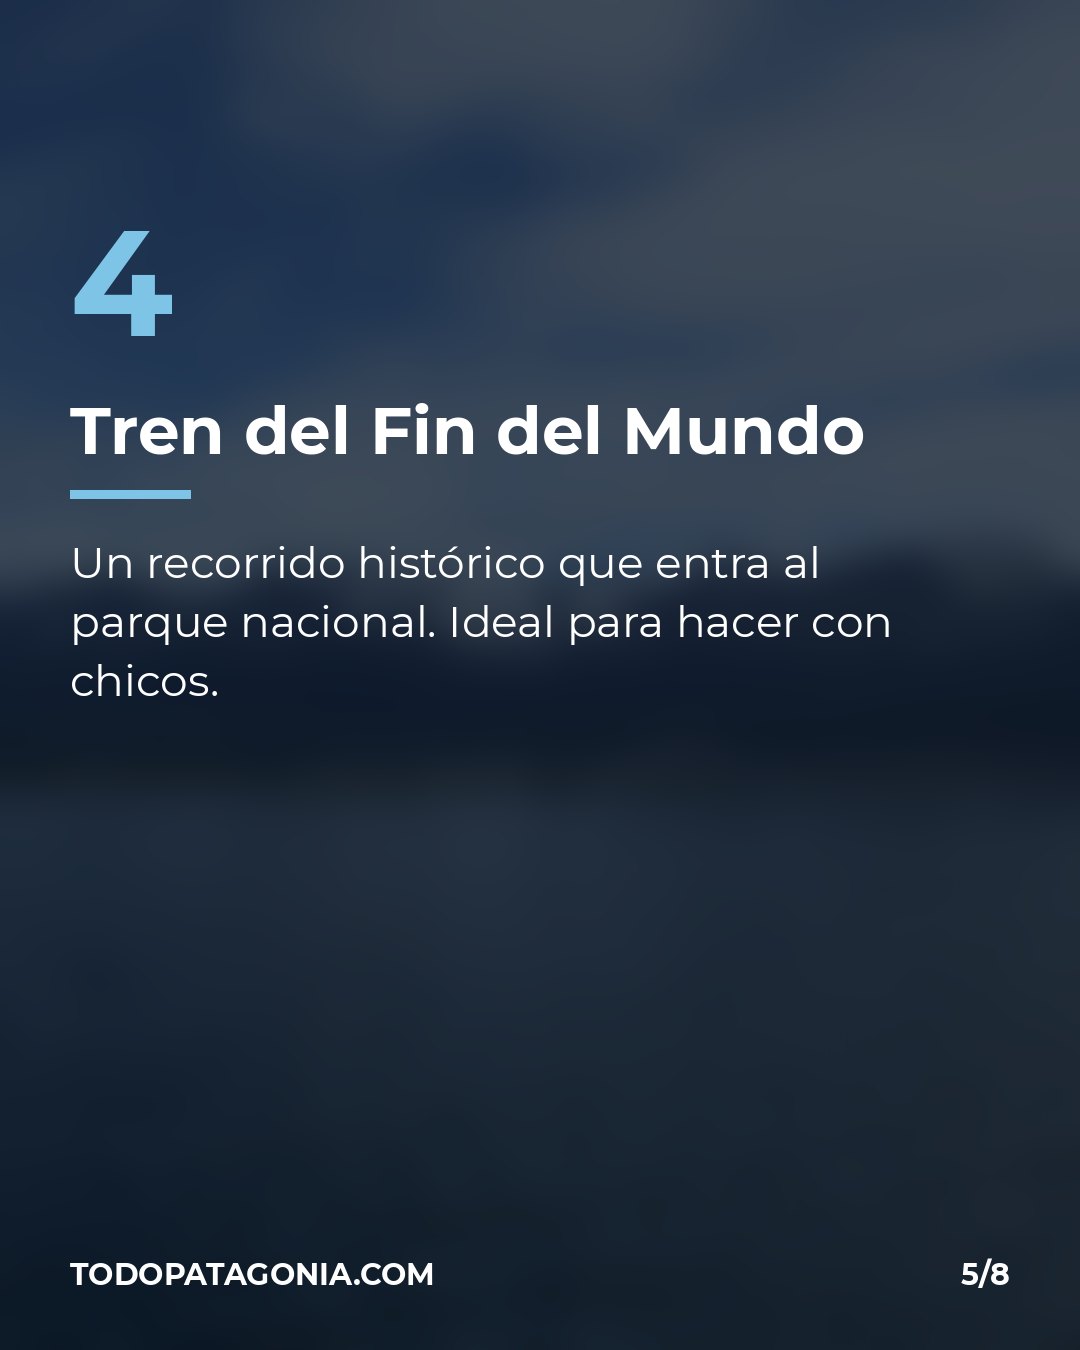 4
Tren del Fin del Mundo
Un recorrido histórico que entra al
parque nacional. Ideal para hacer con
chicos.
TODOPATAGONIA.COM
5/8